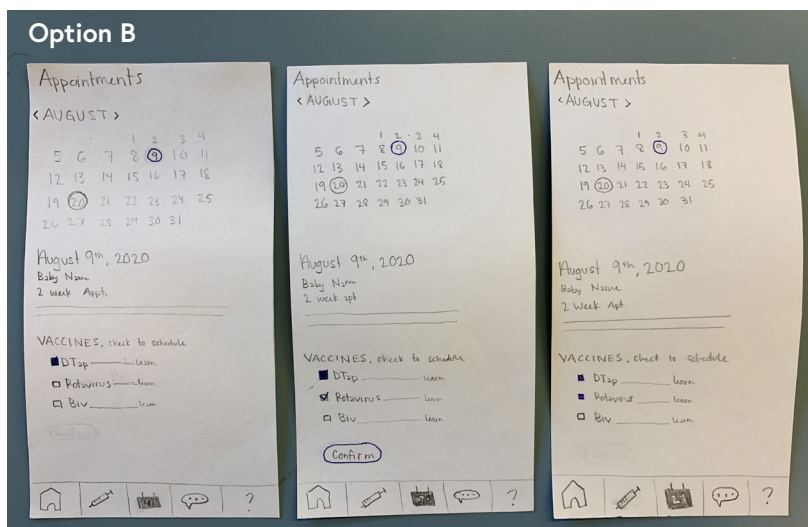 Option B
Appointments
< AUGUST >
1 2 3 4
5 6 7 8 9 10 11
12 13 14 15 16 17 18
19 20 21 22 23 24 25
26 27 28 29 30 31
August 9th, 2020
Baby Name
2 week Appt.
VACCINES, check to schedule
DTap learn
Rotavirus learn
Biv learn
?
Appointments
< AUGUST >
1 2 3 4
5 6 7 8 9 10 11
12 13 14 15 16 17 18
19 20 21 22 23 24 25
26 27 28 29 30 31
August 9th, 2020
Baby Name
2 week apt
VACCINES, check to schedule
DTap learn
Rotavirus learn
Biv learn
Confirm
?
Appointments
< AUGUST >
1 2 3 4
5 6 7 8 9 10 11
12 13 14 15 16 17 18
19 20 21 22 23 24 25
26 27 28 29 30 31
August 9th, 2020
Baby Name
2 week Apt.
VACCINES, check to schedule
DTap learn
Rotavirus learn
Biv learn
?